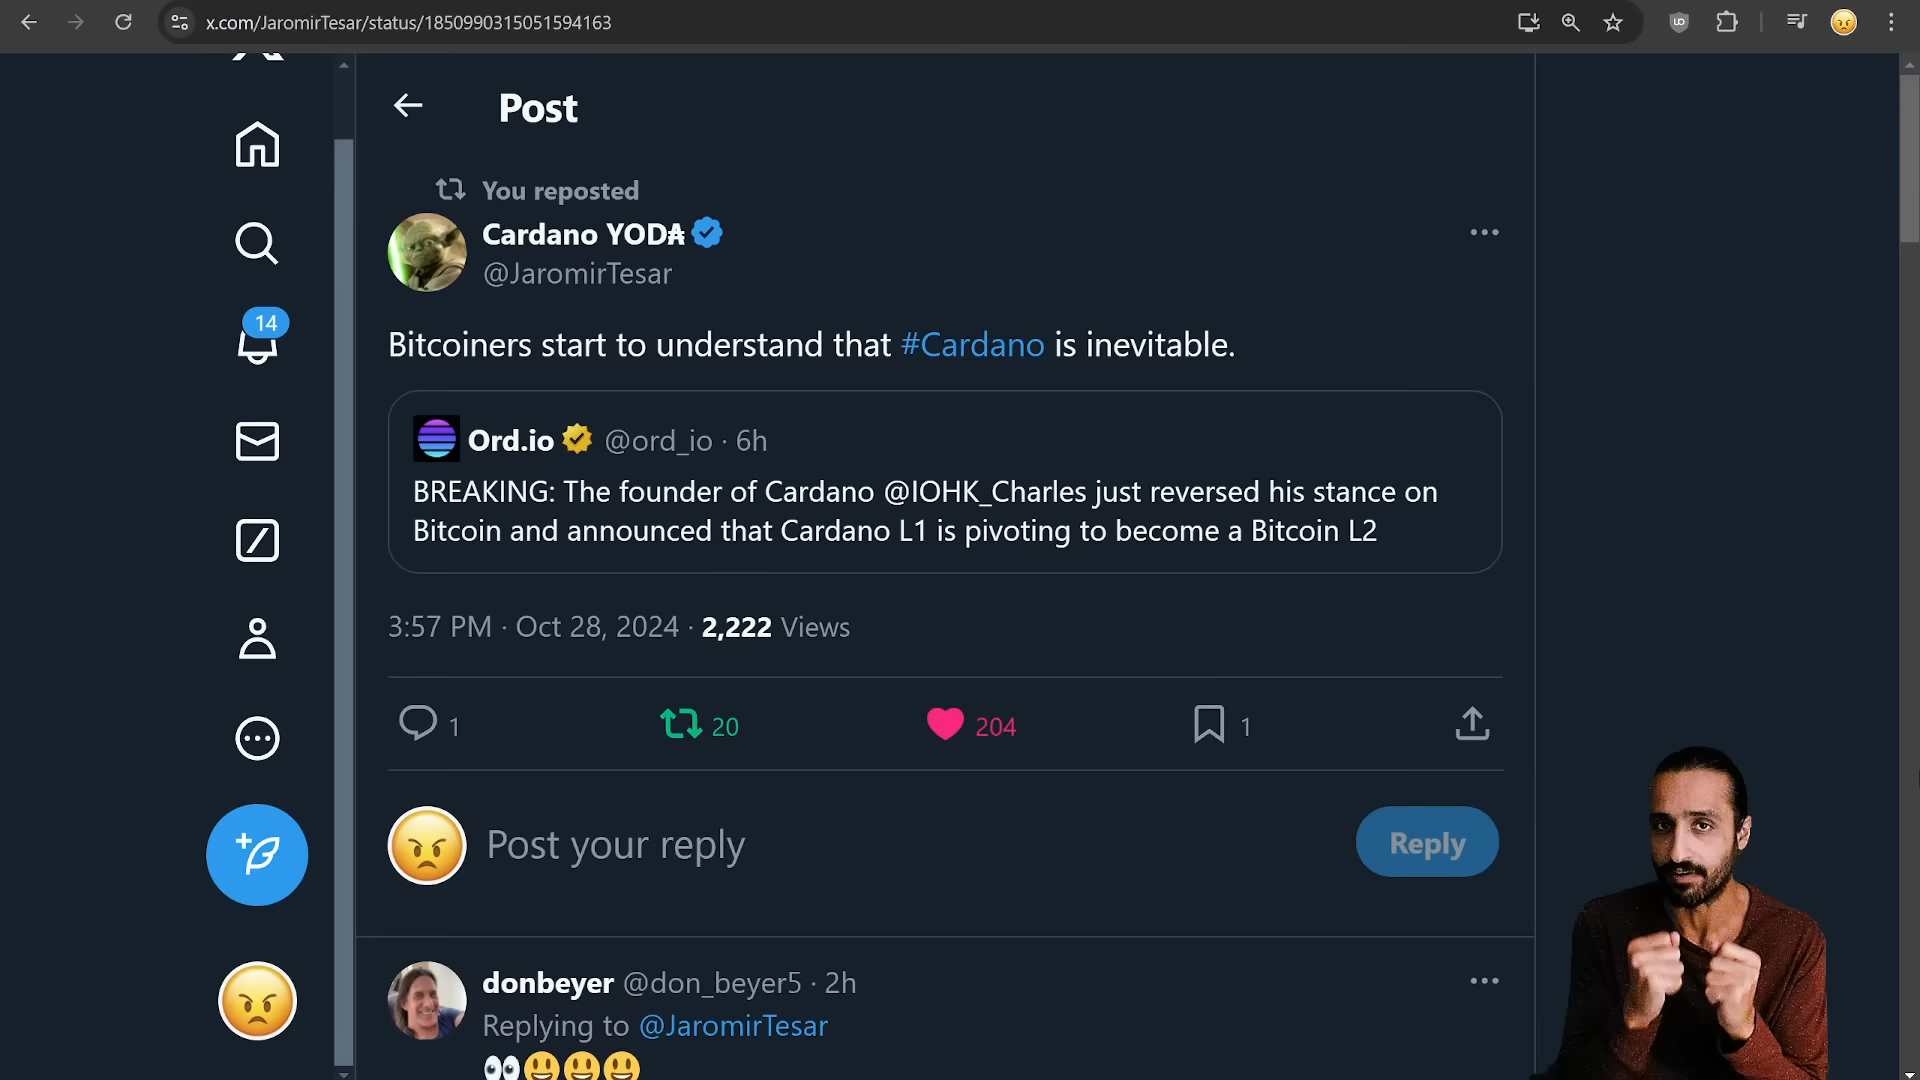 x.com/JaromirTesar/status/1850990315051594163
Post
You reposted
Cardano YOD₳
@JaromirTesar
14
Bitcoiners start to understand that #Cardano is inevitable.
Ord.io @ord_io · 6h
BREAKING: The founder of Cardano @IOHK_Charles just reversed his stance on
Bitcoin and announced that Cardano L1 is pivoting to become a Bitcoin L2
3:57 PM · Oct 28, 2024 · 2,222 Views
1 20 204 1
Post your reply
Reply
donbeyer @don_beyer5 · 2h
Replying to @JaromirTesar
👀😃😃😃